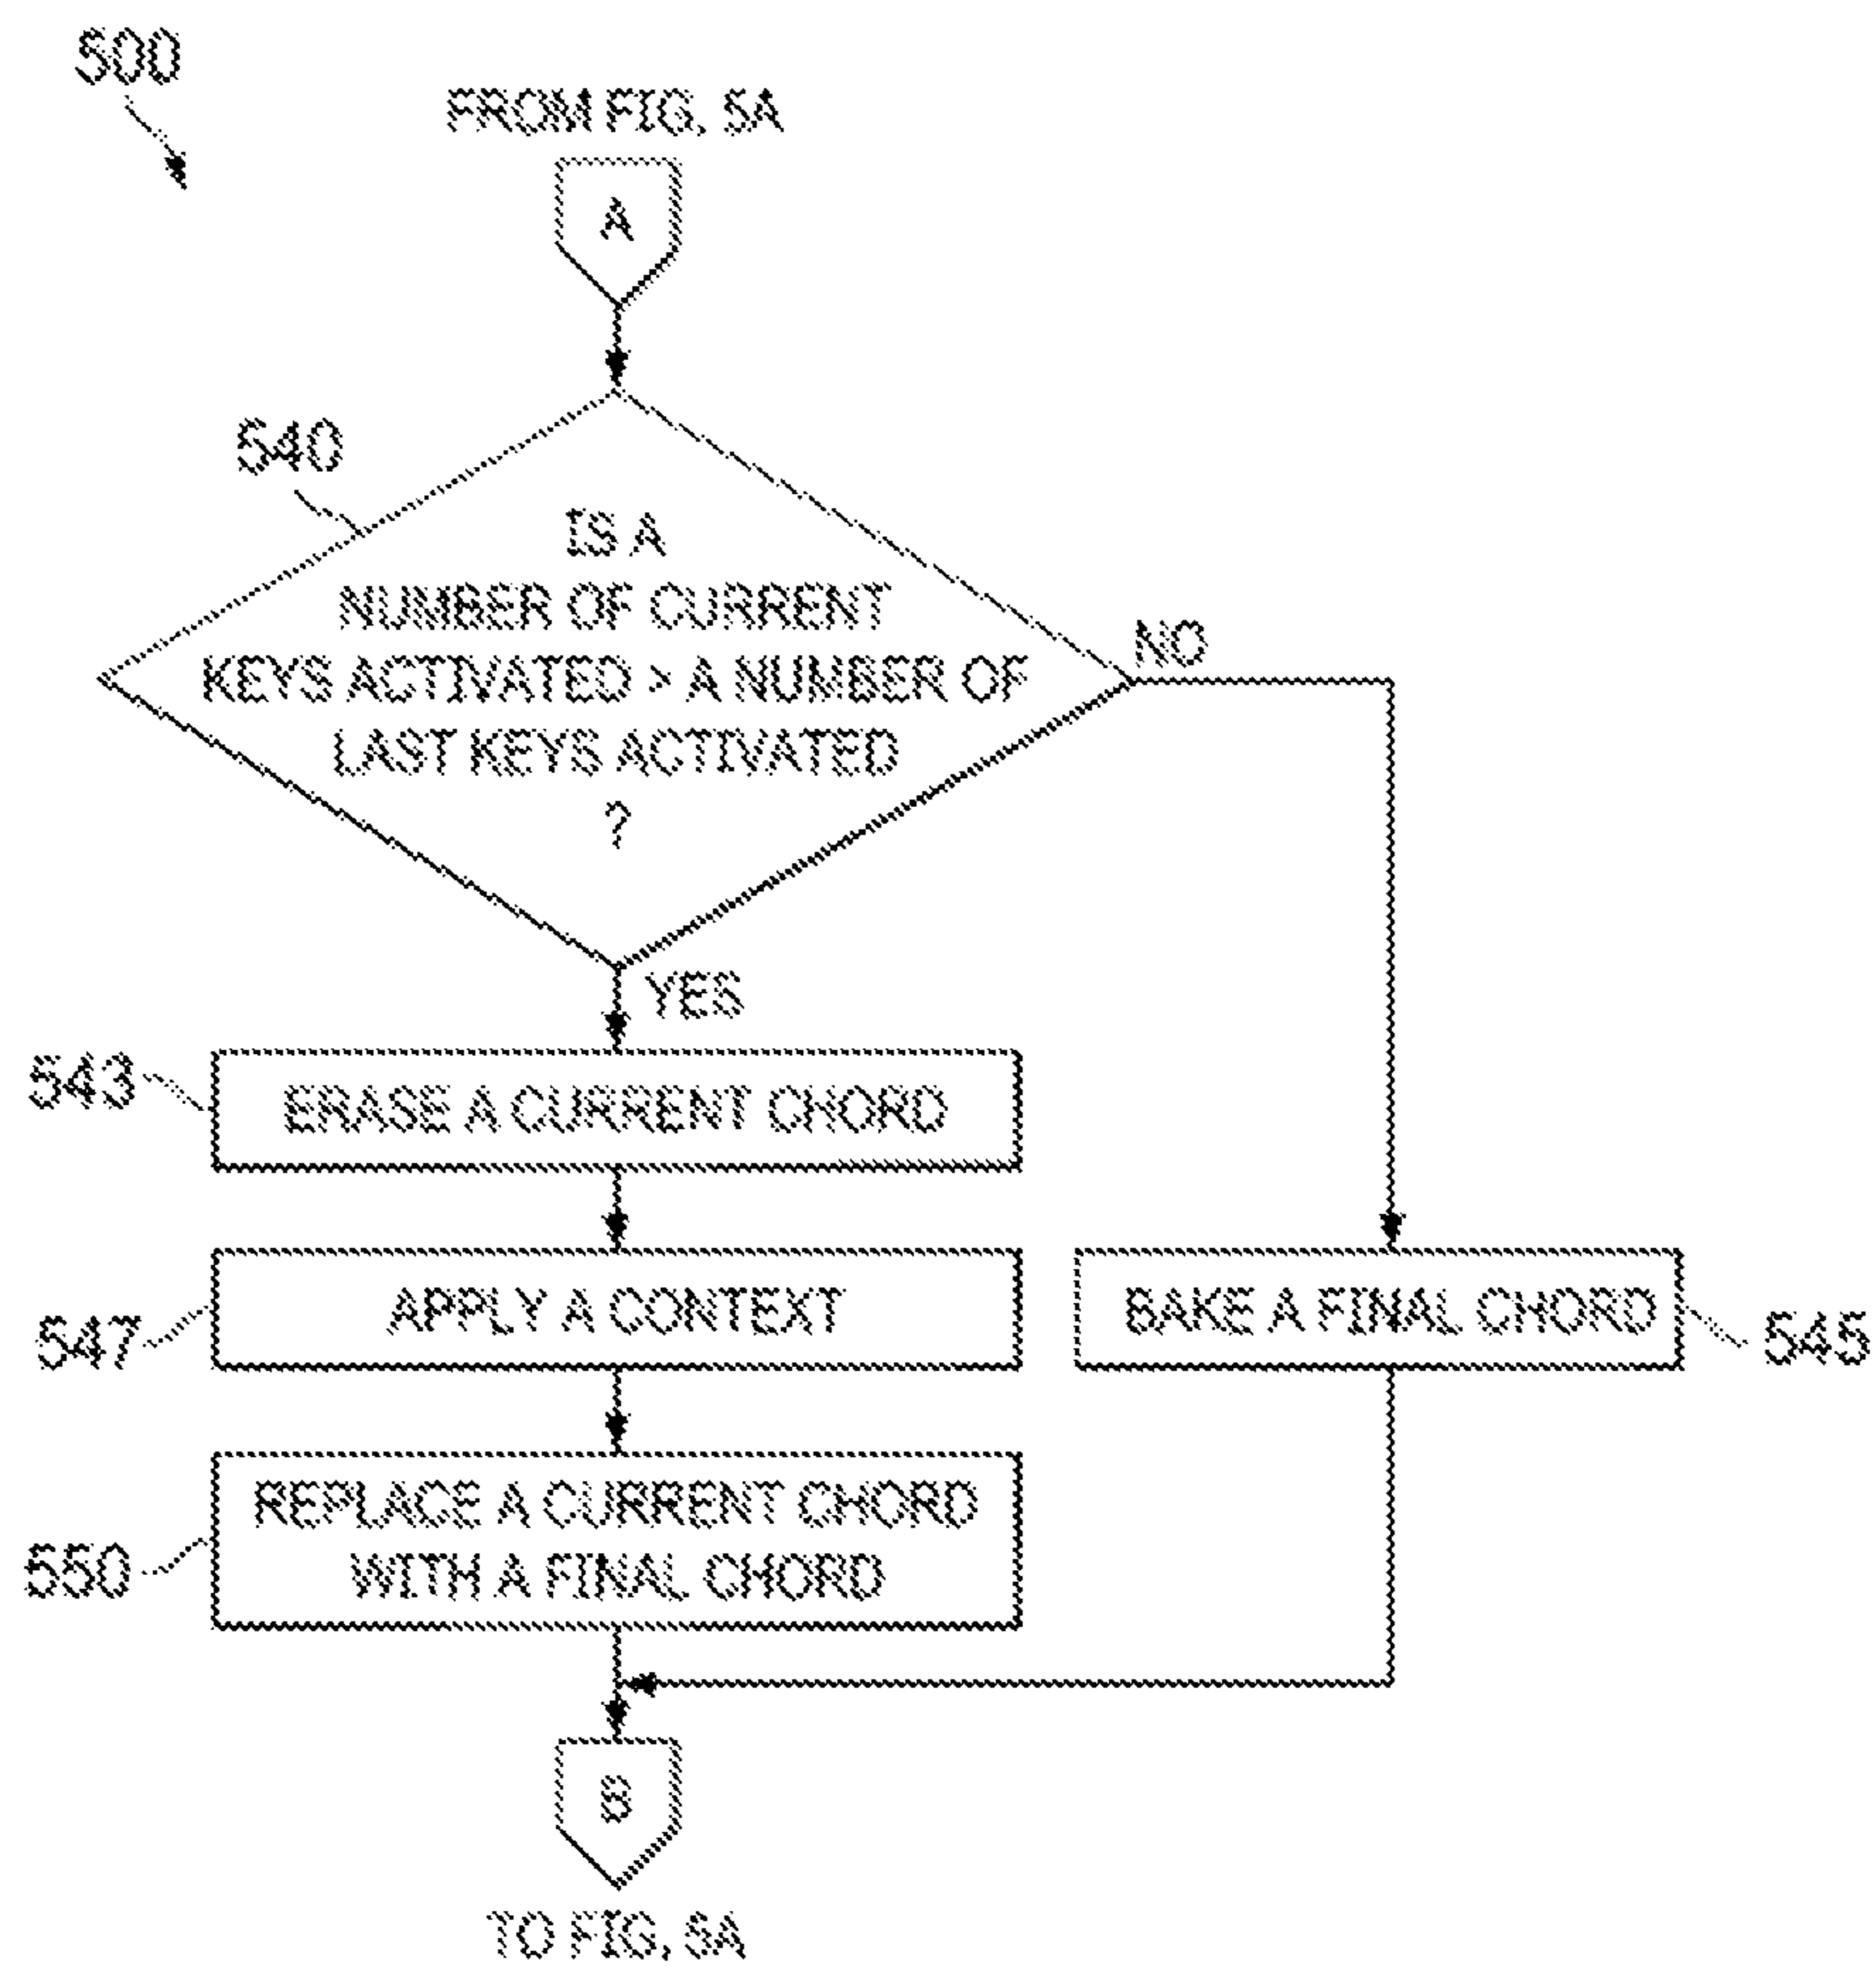 500
FROM FIG. 5A
A
540
IS A
NUMBER OF CURRENT
KEYS ACTIVATED > A NUMBER OF
LAST KEYS ACTIVATED
?
NO
YES
543
ERASE A CURRENT CHORD
547
APPLY A CONTEXT
BAKE A FINAL CHORD
545
550
REPLACE A CURRENT CHORD
WITH A FINAL CHORD
B
TO FIG. 5A